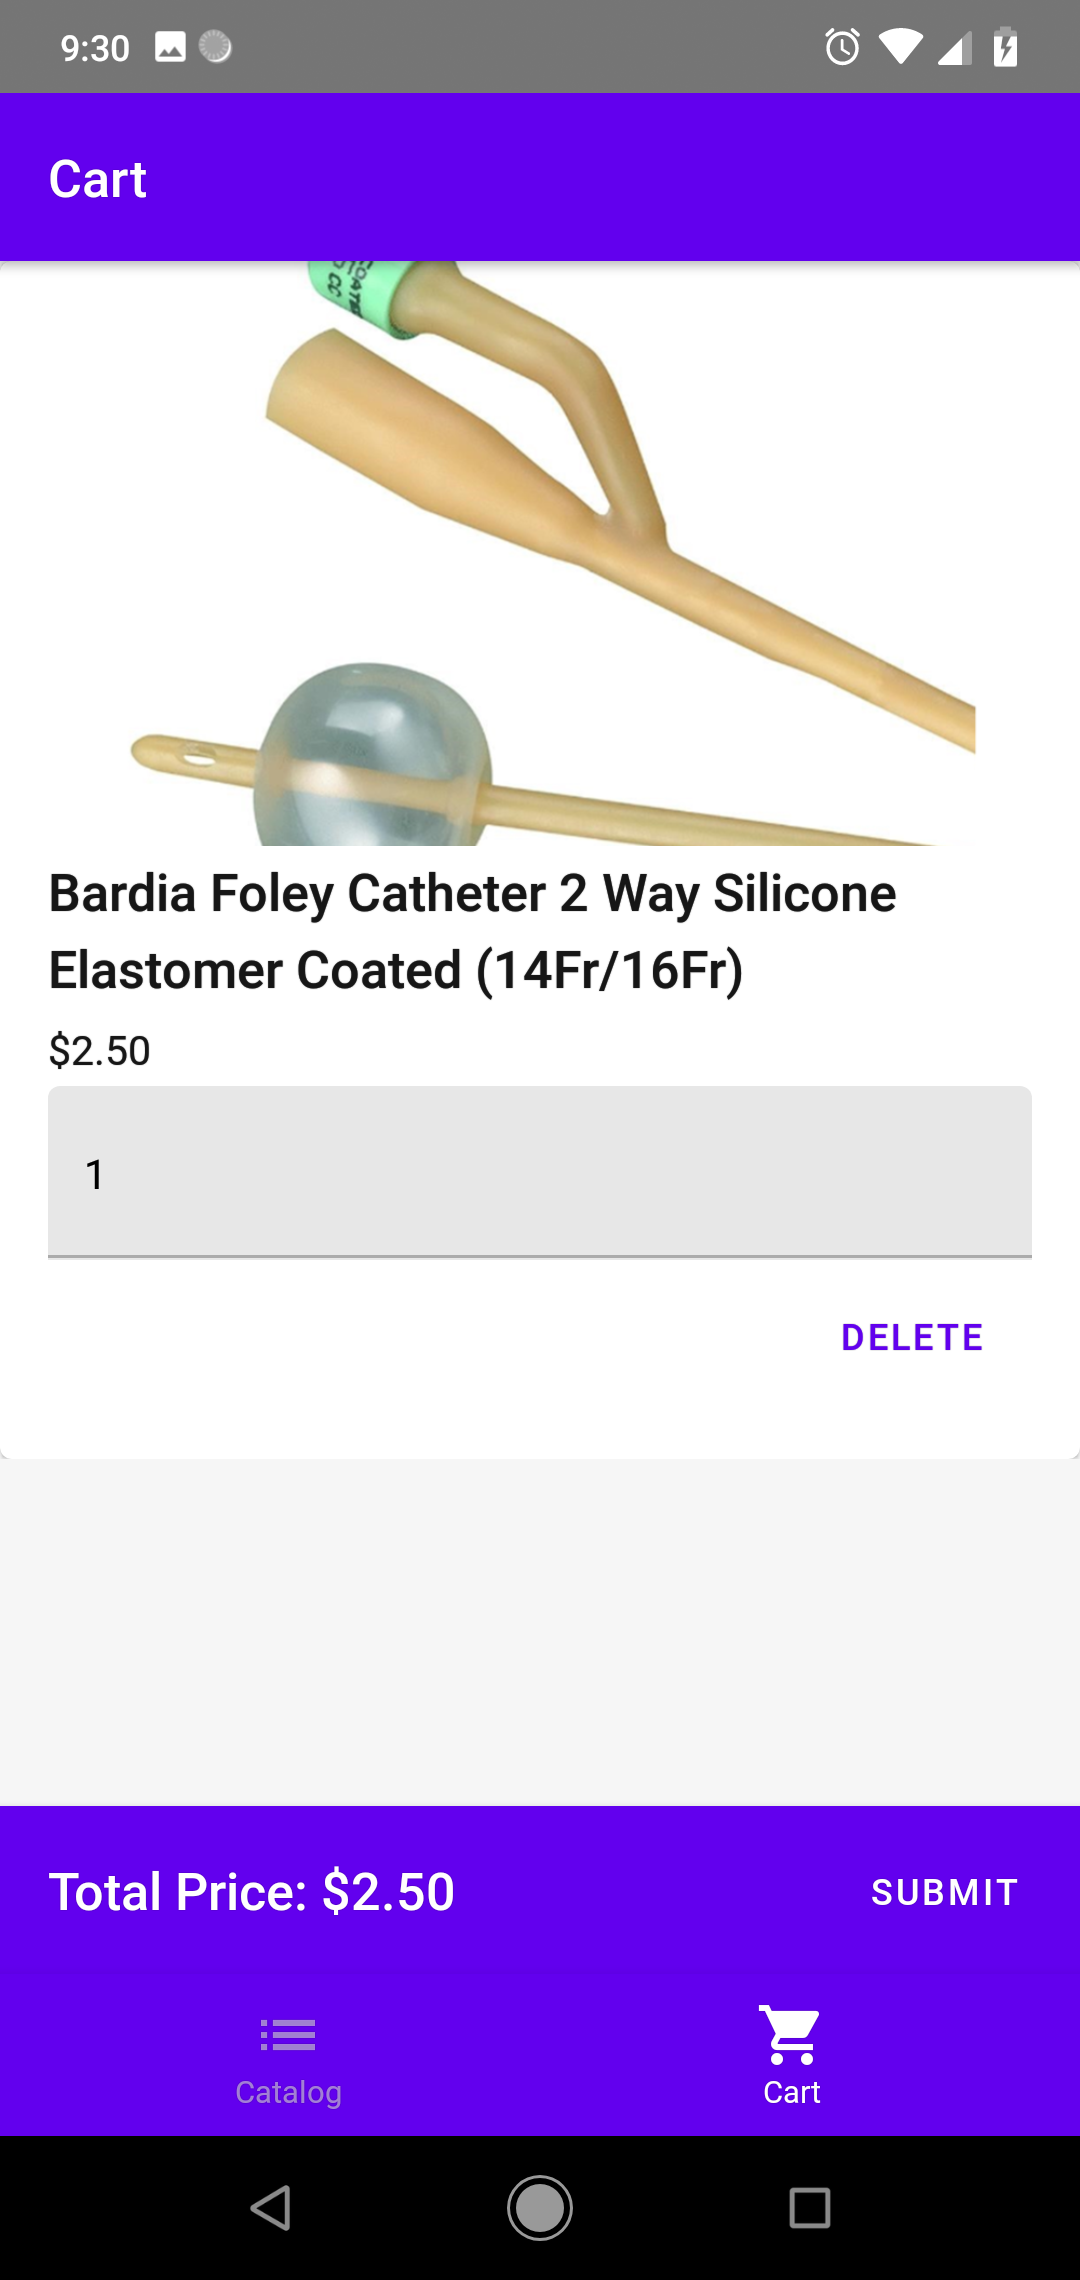 9:30
Cart
Bardia Foley Catheter 2 Way Silicone
Elastomer Coated (14Fr/16Fr)
$2.50
1
DELETE
Total Price: $2.50
SUBMIT
Catalog
Cart